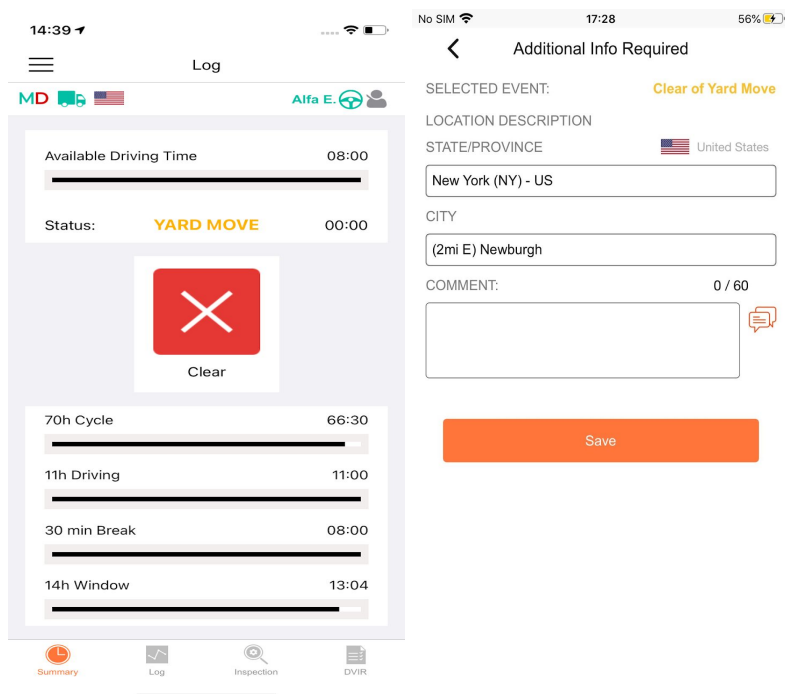 14:39
Log
MD
Alfa E.
Available Driving Time 08:00
Status: YARD MOVE 00:00
Clear
70h Cycle 66:30
11h Driving 11:00
30 min Break 08:00
14h Window 13:04
Summary Log Inspection DVIR
No SIM 17:28 56%
Additional Info Required
SELECTED EVENT: Clear of Yard Move
LOCATION DESCRIPTION
STATE/PROVINCE United States
New York (NY) - US
CITY
(2mi E) Newburgh
COMMENT: 0 / 60
Save